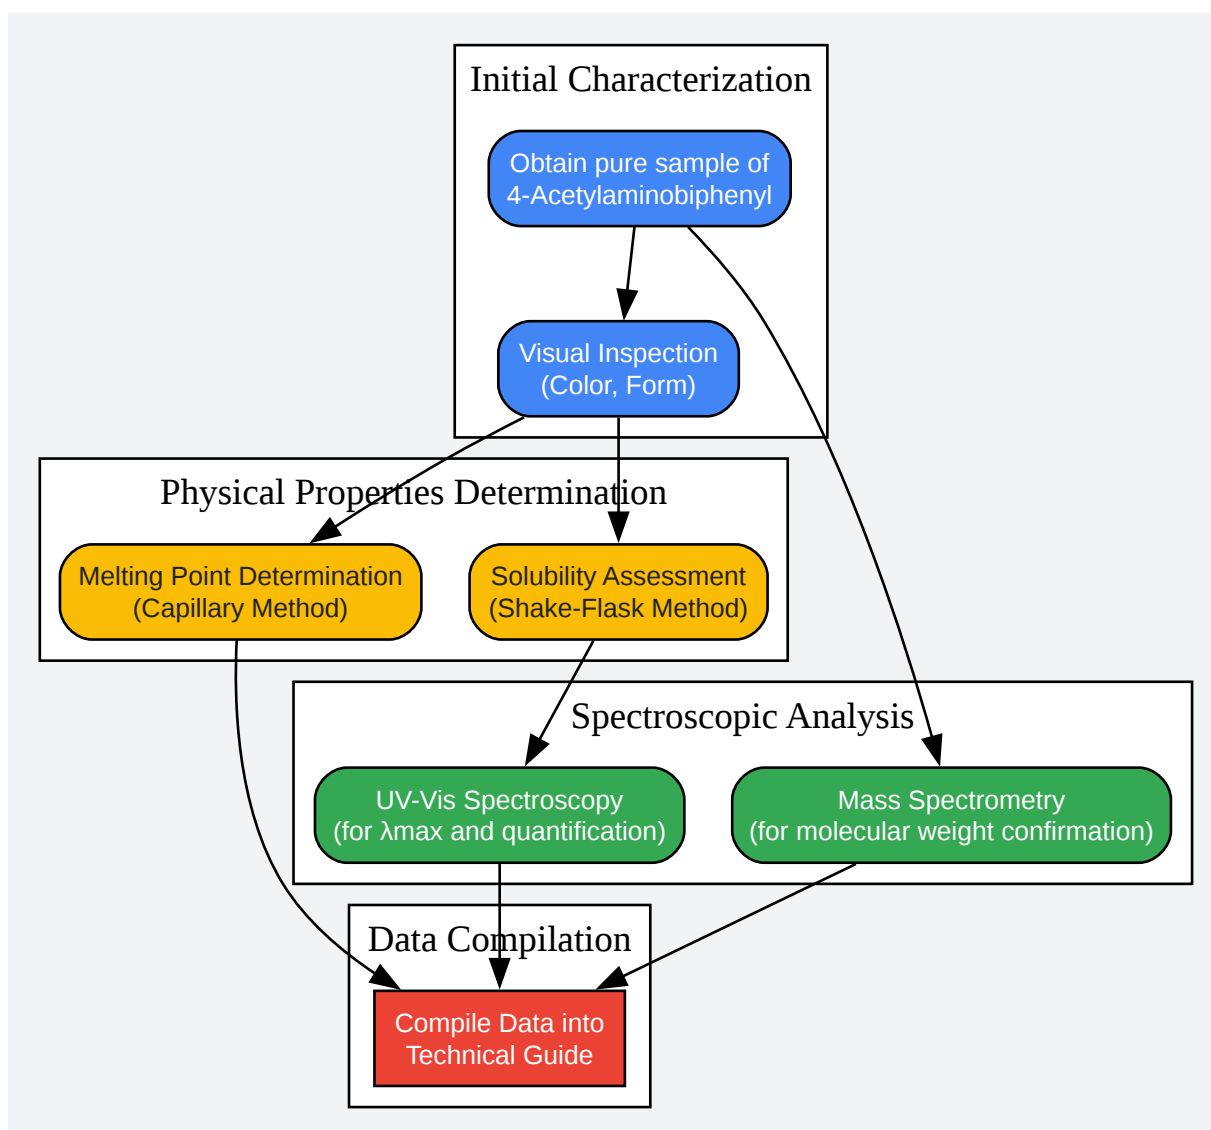 Initial Characterization
Obtain pure sample of
4-Acetylaminobiphenyl
Visual Inspection
(Color, Form)
Physical Properties Determination
Melting Point Determination
(Capillary Method)
Solubility Assessment
(Shake-Flask Method)
Spectroscopic Analysis
UV-Vis Spectroscopy
(for λmax and quantification)
Mass Spectrometry
(for molecular weight confirmation)
Data Compilation
Compile Data into
Technical Guide